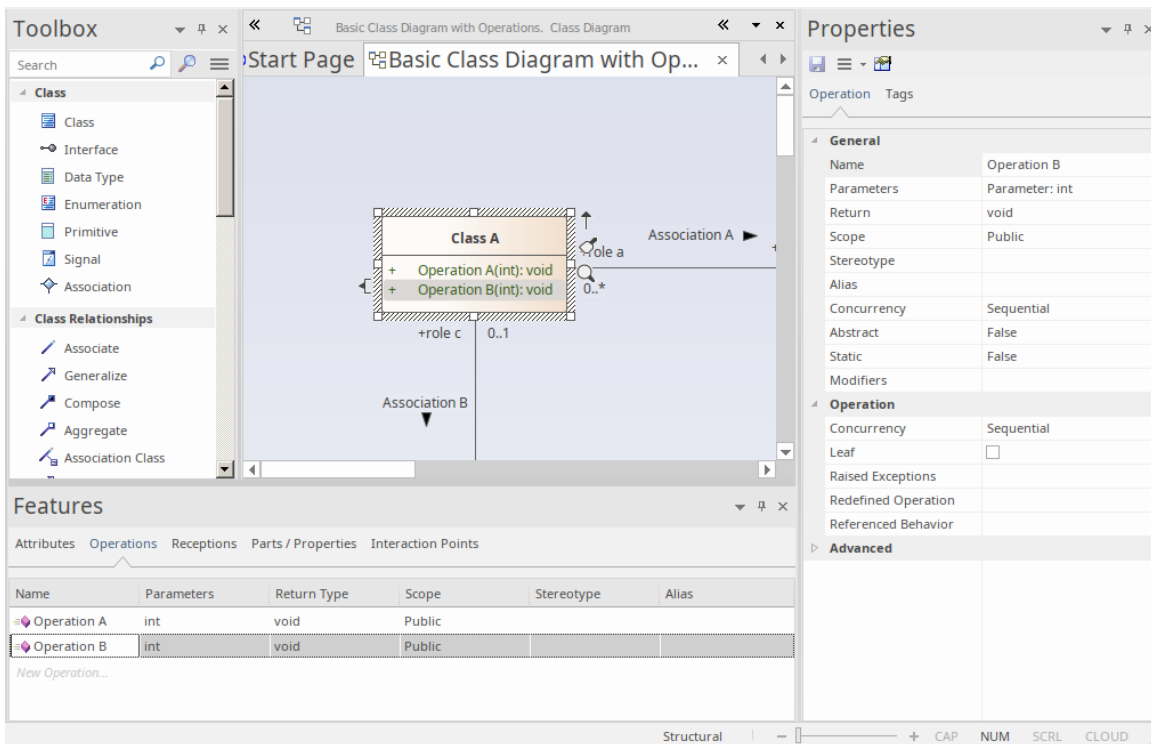 Toolbox
Search
Class
Class
Interface
Data Type
Enumeration
Primitive
Signal
Association
Class Relationships
Associate
Generalize
Compose
Aggregate
Association Class
Basic Class Diagram with Operations. Class Diagram
Start Page
Basic Class Diagram with Op...
Class A
+ Operation A(int): void
+ Operation B(int): void
Association A
role a
0..*
+role c 0..1
Association B
Properties
Operation Tags
General
Name Operation B
Parameters Parameter: int
Return void
Scope Public
Stereotype
Alias
Concurrency Sequential
Abstract False
Static False
Modifiers
Operation
Concurrency Sequential
Leaf
Raised Exceptions
Redefined Operation
Referenced Behavior
Advanced
Features
Attributes Operations Receptions Parts / Properties Interaction Points
Name Parameters Return Type Scope Stereotype Alias
Operation A int void Public
Operation B int void Public
New Operation...
Structural CAP NUM SCRL CLOUD